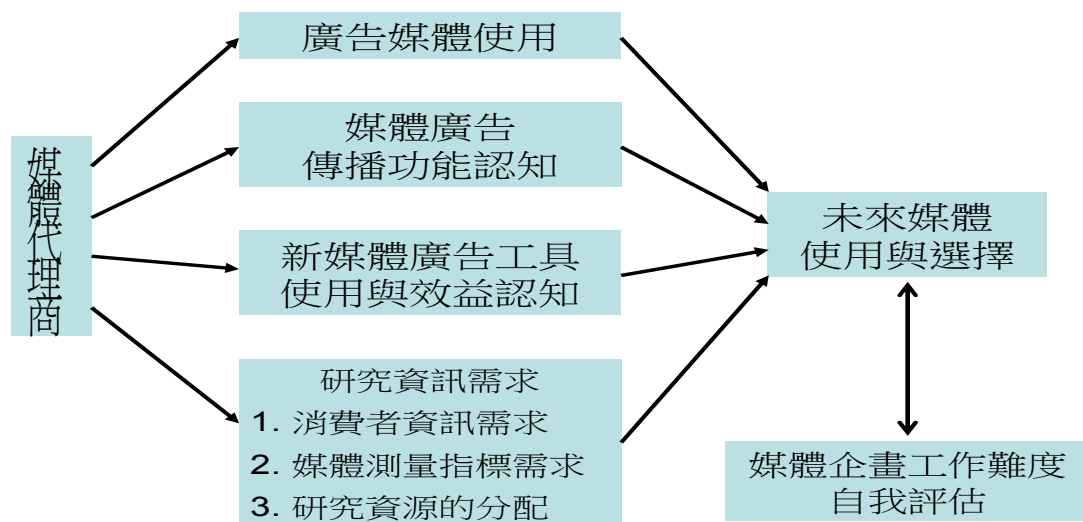 媒體代理商
廣告媒體使用
媒體廣告
傳播功能認知
新媒體廣告工具
使用與效益認知
研究資訊需求
1. 消費者資訊需求
2. 媒體測量指標需求
3. 研究資源的分配
未來媒體
使用與選擇
媒體企畫工作難度
自我評估